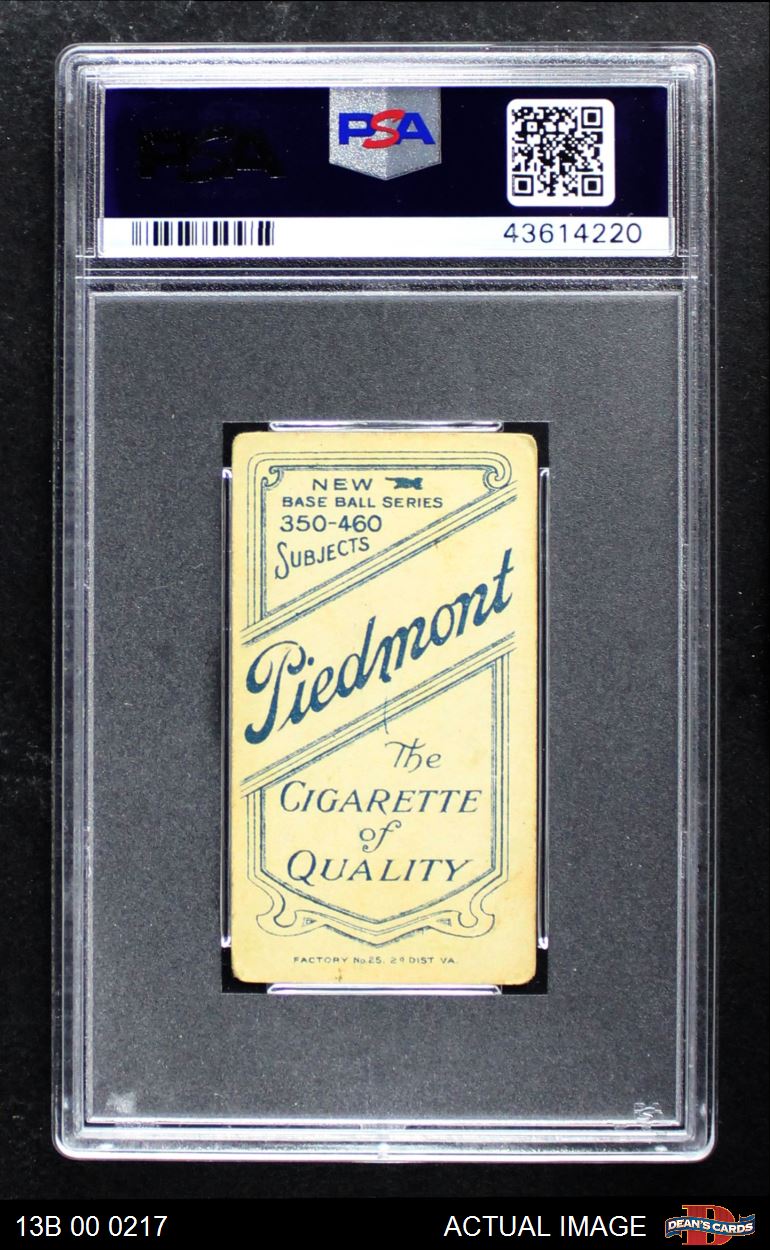 PSA
PSA
43614220
NEW
BASE BALL SERIES
350-460
SUBJECTS
Piedmont
The
CIGARETTE
of
QUALITY
FACTORY No.25, 2D DIST VA.
13B 00 0217
ACTUAL IMAGE
DEAN'S CARDS